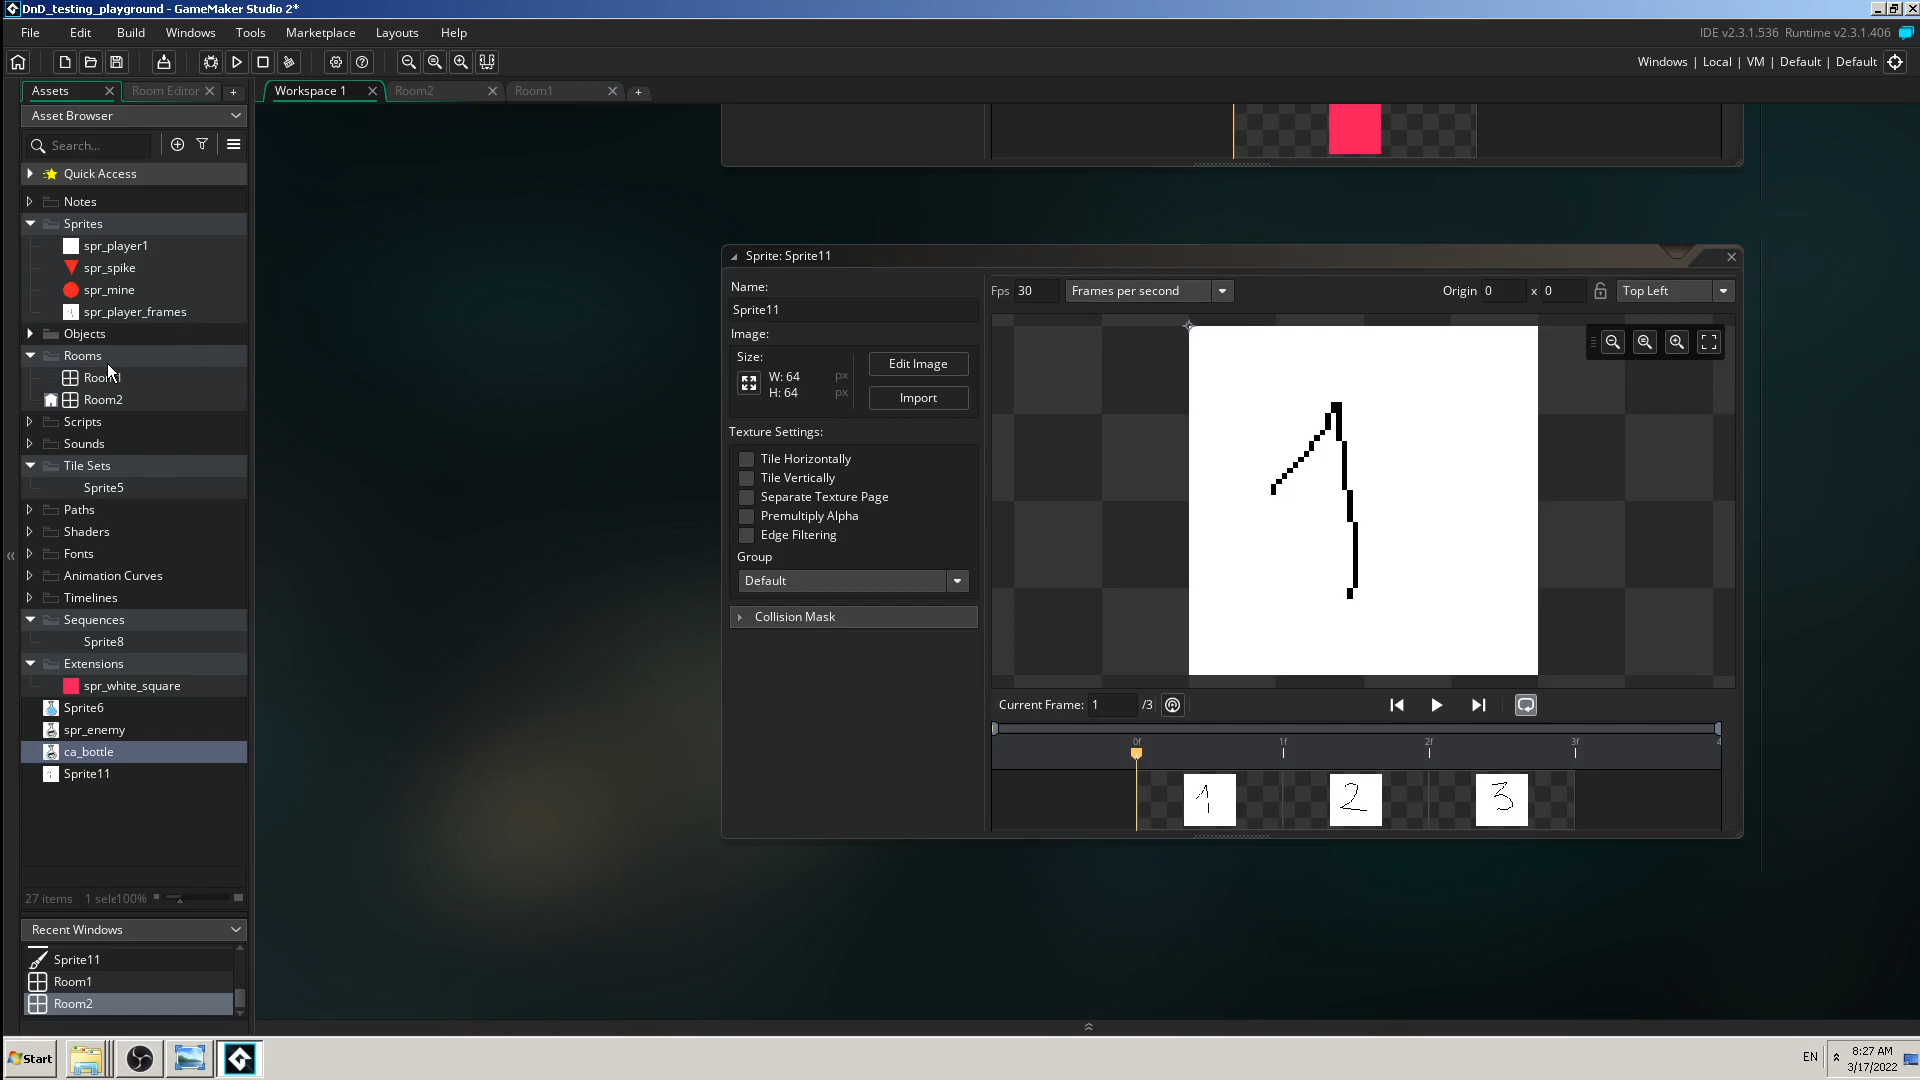 DnD_testing_playground - GameMaker Studio 2*
File Edit Build Windows Tools Marketplace Layouts Help
IDE v2.3.1.536 Runtime v2.3.1.406
Windows | Local | VM | Default | Default
Assets Room Editor
Workspace 1 Room2 Room1
Asset Browser
Search...
Quick Access
Notes
Sprites
spr_player1
spr_spike
spr_mine
spr_player_frames
Objects
Rooms
Room1
Room2
Scripts
Sounds
Tile Sets
Sprite5
Paths
Shaders
Fonts
Animation Curves
Timelines
Sequences
Sprite8
Extensions
spr_white_square
Sprite6
spr_enemy
ca_bottle
Sprite11
27 items 1 sele100%
Recent Windows
Sprite11
Room1
Room2
Sprite: Sprite11
Name:
Sprite11
Image:
Size:
W: 64 px
H: 64 px
Edit Image
Import
Texture Settings:
Tile Horizontally
Tile Vertically
Separate Texture Page
Premultiply Alpha
Edge Filtering
Group
Default
Collision Mask
Fps 30 Frames per second
Origin 0 x 0 Top Left
1
Current Frame: 1 /3
0f 1f 2f 3f 4
1 2 3
Start
EN
8:27 AM
3/17/2022